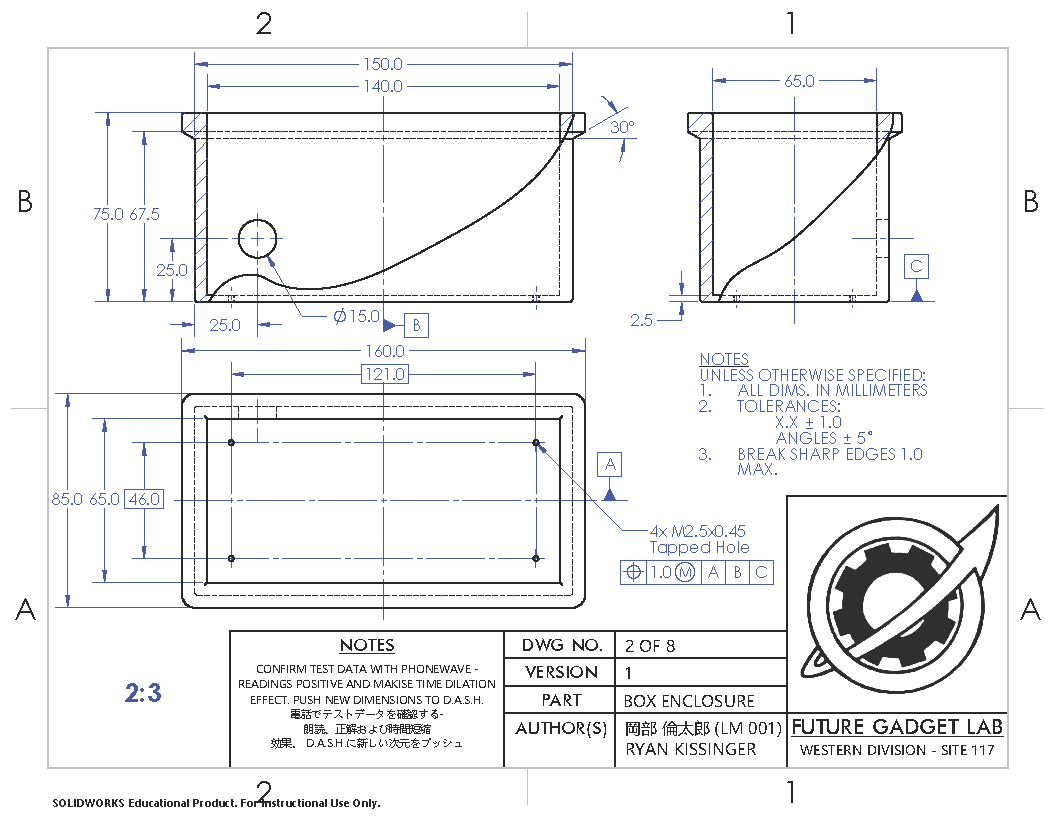 2
1
150.0
140.0
65.0
30°
B
75.0
67.5
B
25.0
C
25.0
⌀15.0
B
2.5
160.0
121.0
NOTES
UNLESS OTHERWISE SPECIFIED:
1. ALL DIMS. IN MILLIMETERS
2. TOLERANCES:
X.X ± 1.0
ANGLES ± 5°
3. BREAK SHARP EDGES 1.0
MAX.
A
85.0
65.0
46.0
4x M2.5x0.45
Tapped Hole
⌖ 1.0 Ⓜ A B C
A
A
2:3
NOTES
CONFIRM TEST DATA WITH PHONEWAVE -
READINGS POSITIVE AND MAKISE TIME DILATION
EFFECT. PUSH NEW DIMENSIONS TO D.A.S.H.
電話でテストデータを確認する-
朗読、正解および時間短縮
効果。 D.A.S.H.に新しい次元をプッシュ
DWG NO. 2 OF 8
VERSION 1
PART BOX ENCLOSURE
AUTHOR(S) 岡部 倫太郎 (LM 001)
RYAN KISSINGER
FUTURE GADGET LAB
WESTERN DIVISION - SITE 117
2
1
SOLIDWORKS Educational Product. For Instructional Use Only.